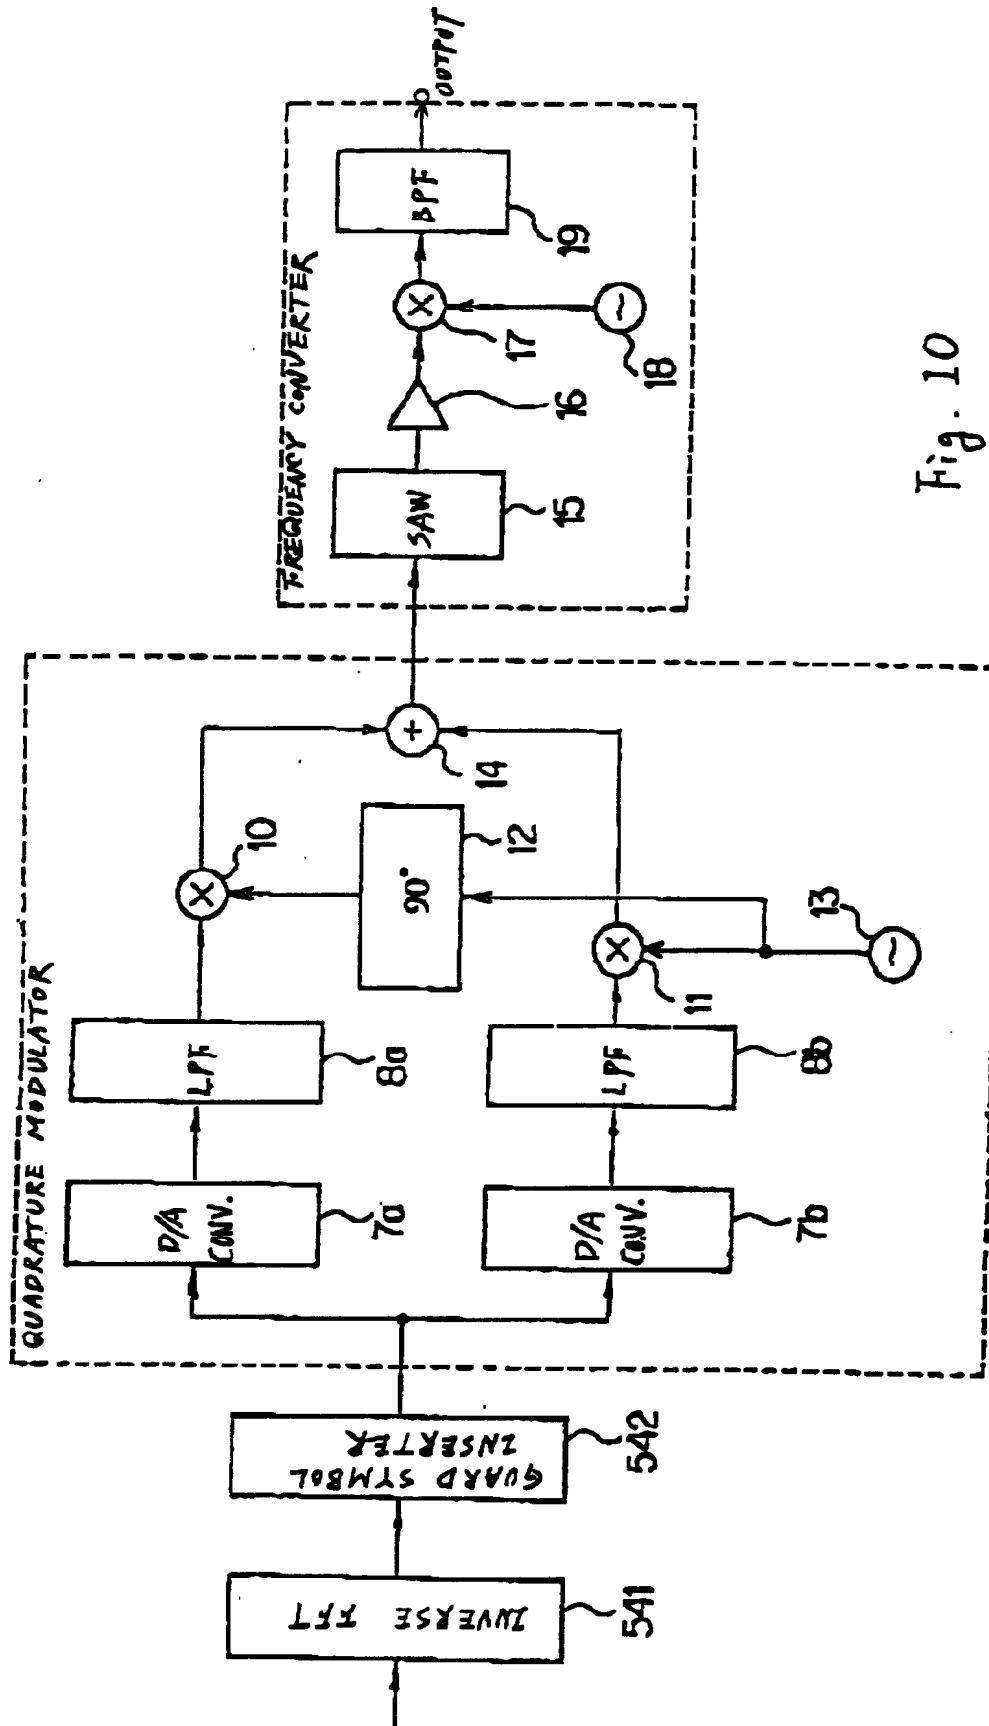 QUADRATURE MODULATOR
FREQUENCY CONVERTER
INVERSE FFT
541
GUARD SYMBOL
INSERTER
542
D/A
CONV.
7a
LPF
8a
10
90°
12
D/A
CONV.
7b
LPF
8b
11
13
+
14
SAW
15
16
17
18
BPF
19
OUTPUT
Fig. 10